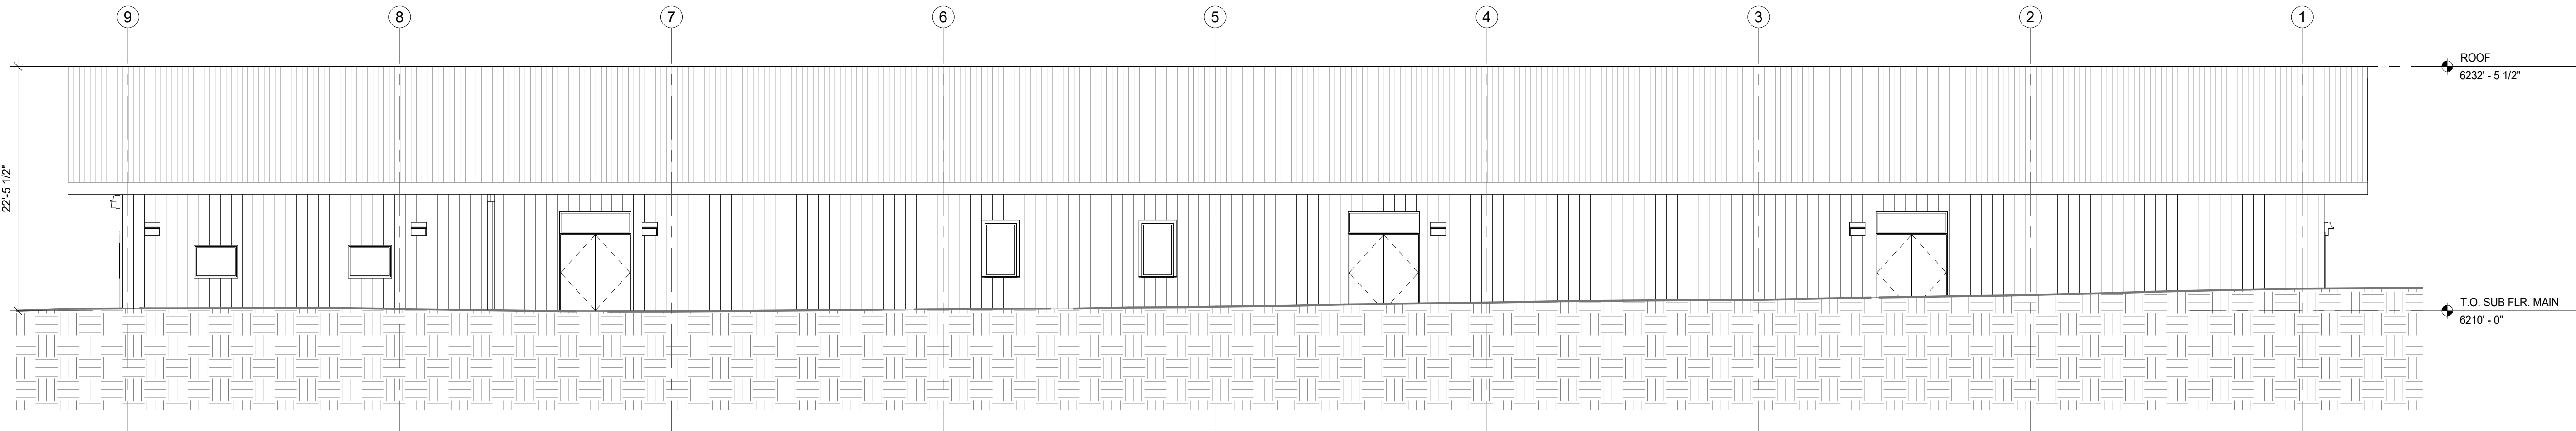 9 8 7 6 5 4 3 2 1
ROOF
6232' - 5 1/2"
22'-5 1/2"
T.O. SUB FLR. MAIN
6210' - 0"